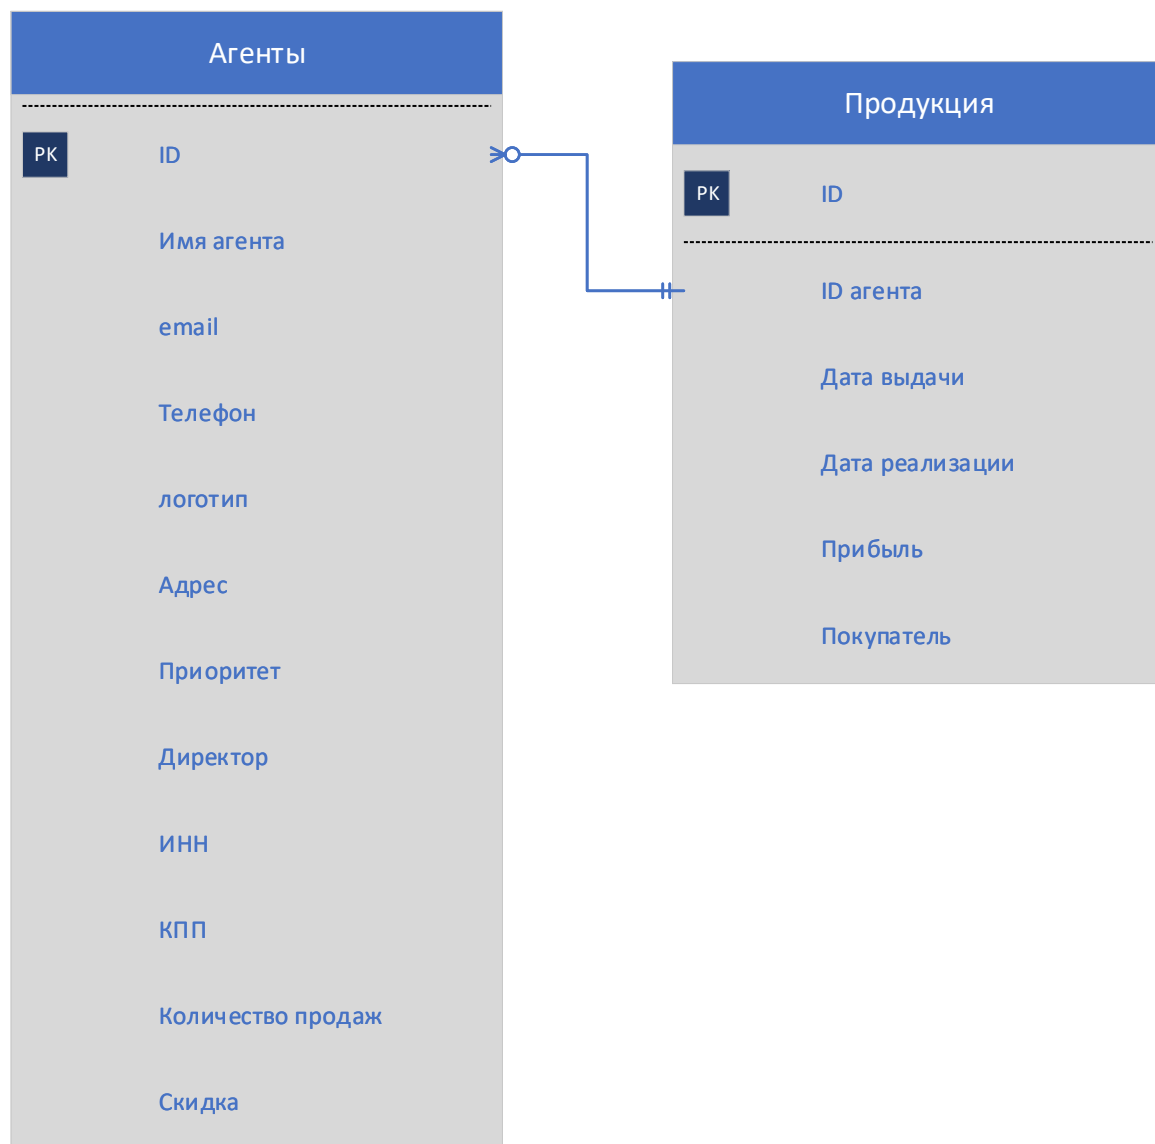 Агенты
PK ID
Имя агента
email
Телефон
логотип
Адрес
Приоритет
Директор
ИНН
КПП
Количество продаж
Скидка
Продукция
PK ID
ID агента
Дата выдачи
Дата реализации
Прибыль
Покупатель